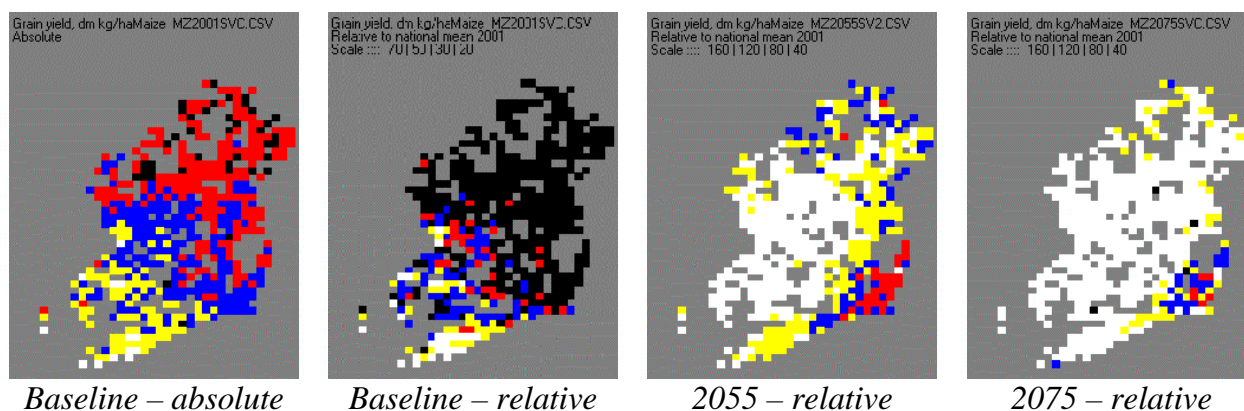 Grain yield, dm kg/haMaize MZ2001SVC.CSV
Absolute
Grain yield, dm kg/haMaize MZ2001SVC.CSV
Relative to national mean 2001
Scale :::: 70 | 50 | 30 | 20
Grain yield, dm kg/haMaize MZ2055SV2.CSV
Relative to national mean 2001
Scale :::: 160 | 120 | 80 | 40
Grain yield, dm kg/haMaize MZ2075SVC.CSV
Relative to national mean 2001
Scale :::: 160 | 120 | 80 | 40
Baseline – absolute
Baseline – relative
2055 – relative
2075 – relative